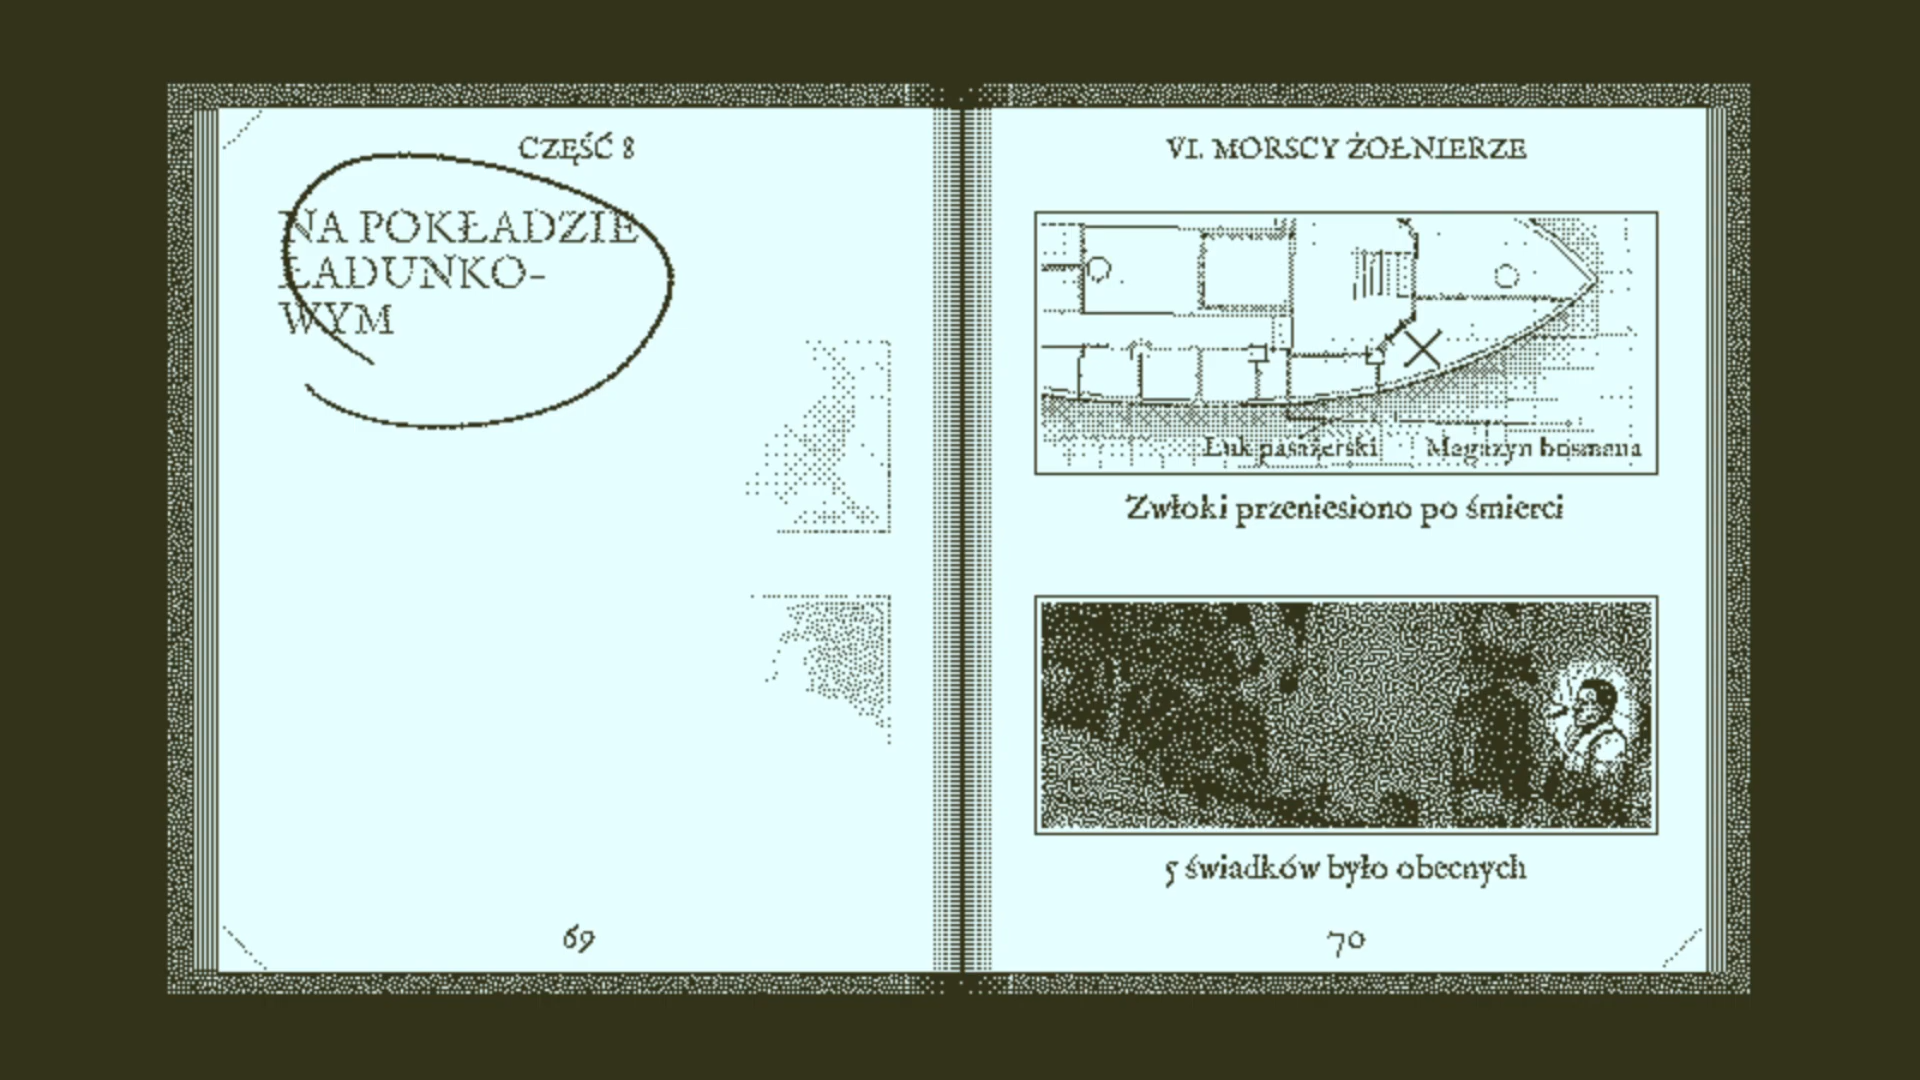 CZĘŚĆ 8
NA POKŁADZIE
ŁADUNKO-
WYM
69
VI. MORSCY ŻOŁNIERZE
Łuk pasażerski Magazyn bosmana
Zwłoki przeniesiono po śmierci
5 świadków było obecnych
70